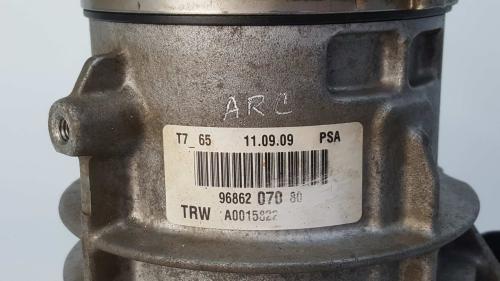 ARC
T7_65 11.09.09 PSA
96862 070 80
TRW A0015822